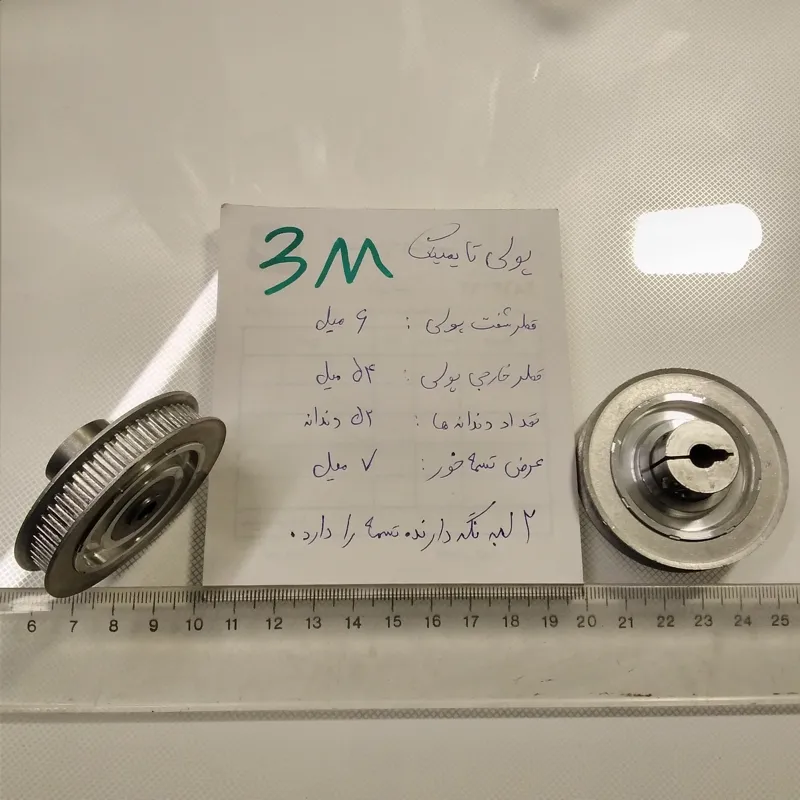 پولی تایمینگ 3M
قطر شفت پولی : ۶ میل
قطر خارجی پولی : ۵۴ میل
تعداد دندانه ها : ۵۲ دندانه
عرض تسمه خور : ۷ میل
۲ لبه نگه دارنده تسمه را دارد.
6 7 8 9 10 11 12 13 14 15 16 17 18 19 20 21 22 23 24 25